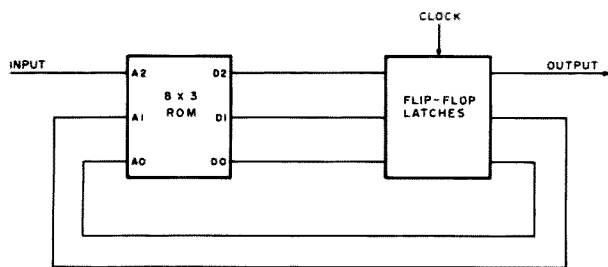 CLOCK
INPUT
A2
D2
OUTPUT
8 X 3
ROM
FLIP-FLOP
LATCHES
A1
D1
A0
D0